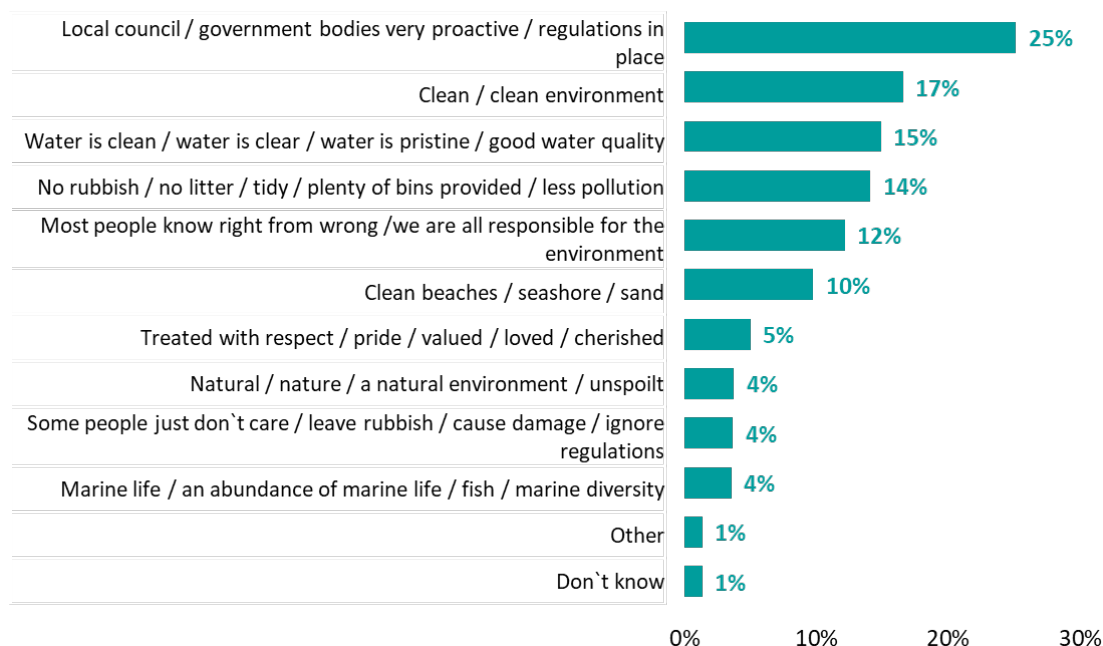 Local council / government bodies very proactive / regulations in
place
25%
Clean / clean environment
17%
Water is clean / water is clear / water is pristine / good water quality
15%
No rubbish / no litter / tidy / plenty of bins provided / less pollution
14%
Most people know right from wrong /we are all responsible for the
environment
12%
Clean beaches / seashore / sand
10%
Treated with respect / pride / valued / loved / cherished
5%
Natural / nature / a natural environment / unspoilt
4%
Some people just don`t care / leave rubbish / cause damage / ignore
regulations
4%
Marine life / an abundance of marine life / fish / marine diversity
4%
Other
1%
Don`t know
1%
0% 10% 20% 30%